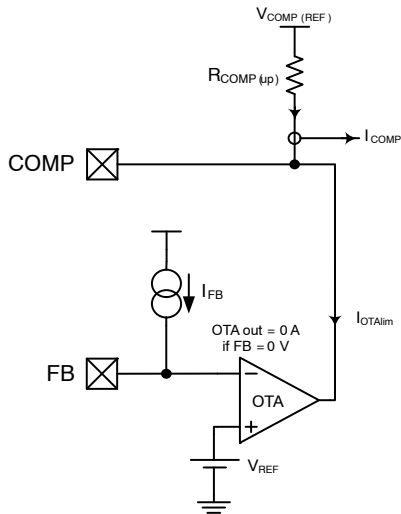 VCOMP (REF)
RCOMP (up)
ICOMP
COMP
IFB
OTA out = 0 A
if FB = 0 V
IOTAlim
FB
−
OTA
+
VREF